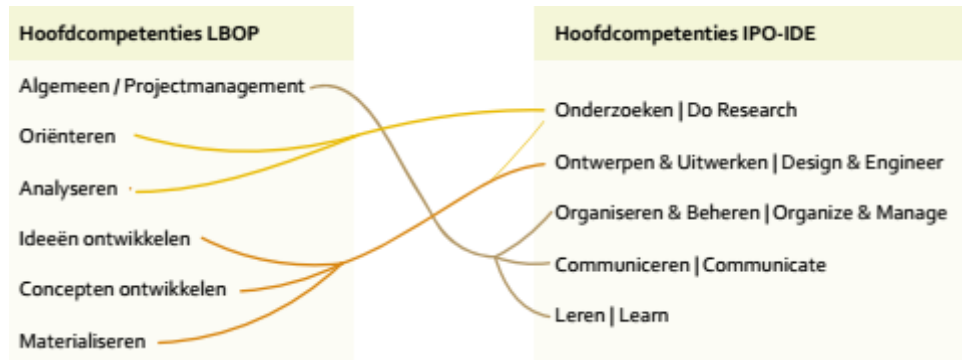 Hoofdcompetenties LBOP
Algemeen / Projectmanagement
Oriënteren
Analyseren
Ideeën ontwikkelen
Concepten ontwikkelen
Materialiseren
Hoofdcompetenties IPO-IDE
Onderzoeken | Do Research
Ontwerpen & Uitwerken | Design & Engineer
Organiseren & Beheren | Organize & Manage
Communiceren | Communicate
Leren | Learn